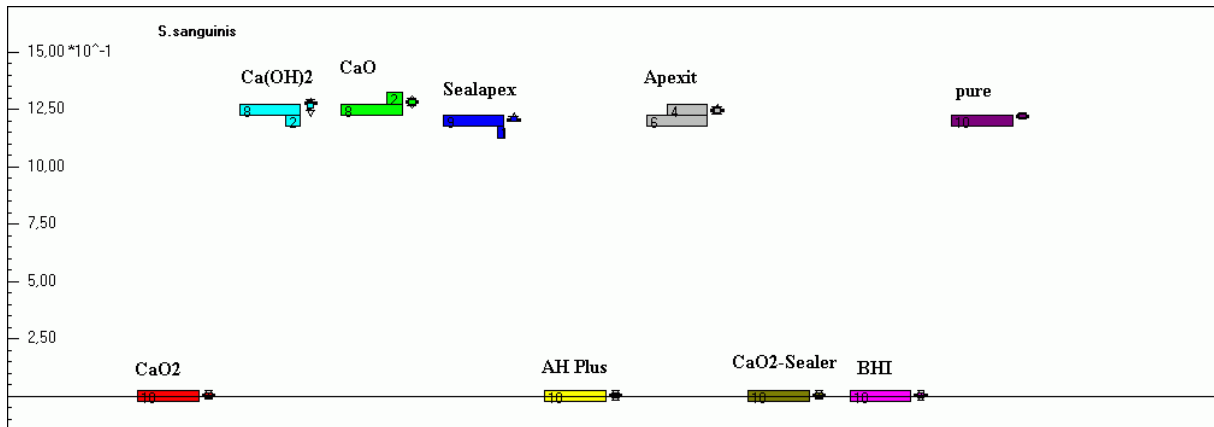 S.sanguinis
15,00 *10^-1
Ca(OH)2
CaO
Sealapex
Apexit
pure
12,50
8
2
8
2
9
6
4
10
10,00
7,50
5,00
2,50
CaO2
AH Plus
CaO2-Sealer
BHI
10
10
10
10